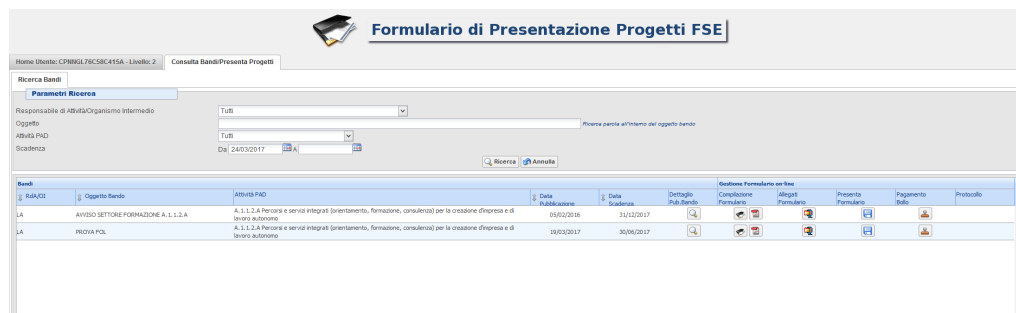 Formulario di Presentazione Progetti FSE
Home Utente: CPNNGL76C58C415A - Livello: 2 Consulta Bandi/Presenta Progetti
Ricerca Bandi
Parametri Ricerca
Responsabile di Attività/Organismo Intermedio Tutti
Oggetto Ricerca parola all'interno del oggetto bando
Attività PAD Tutti
Scadenza Da 24/03/2017 A
Ricerca Annulla
Bandi Gestione Formulario on-line
RdA/OI Oggetto Bando Attività PAD Data Pubblicazione Data Scadenza Dettaglio Pub.Bando Compilazione Formulario Allegati Formulario Presenta Formulario Pagamento Bollo Protocollo
LA AVVISO SETTORE FORMAZIONE A.1.1.2.A A.1.1.2.A Percorsi e servizi integrati (orientamento, formazione, consulenza) per la creazione d'impresa e di lavoro autonomo 05/02/2016 31/12/2017
LA PROVA POL A.1.1.2.A Percorsi e servizi integrati (orientamento, formazione, consulenza) per la creazione d'impresa e di lavoro autonomo 19/03/2017 30/06/2017